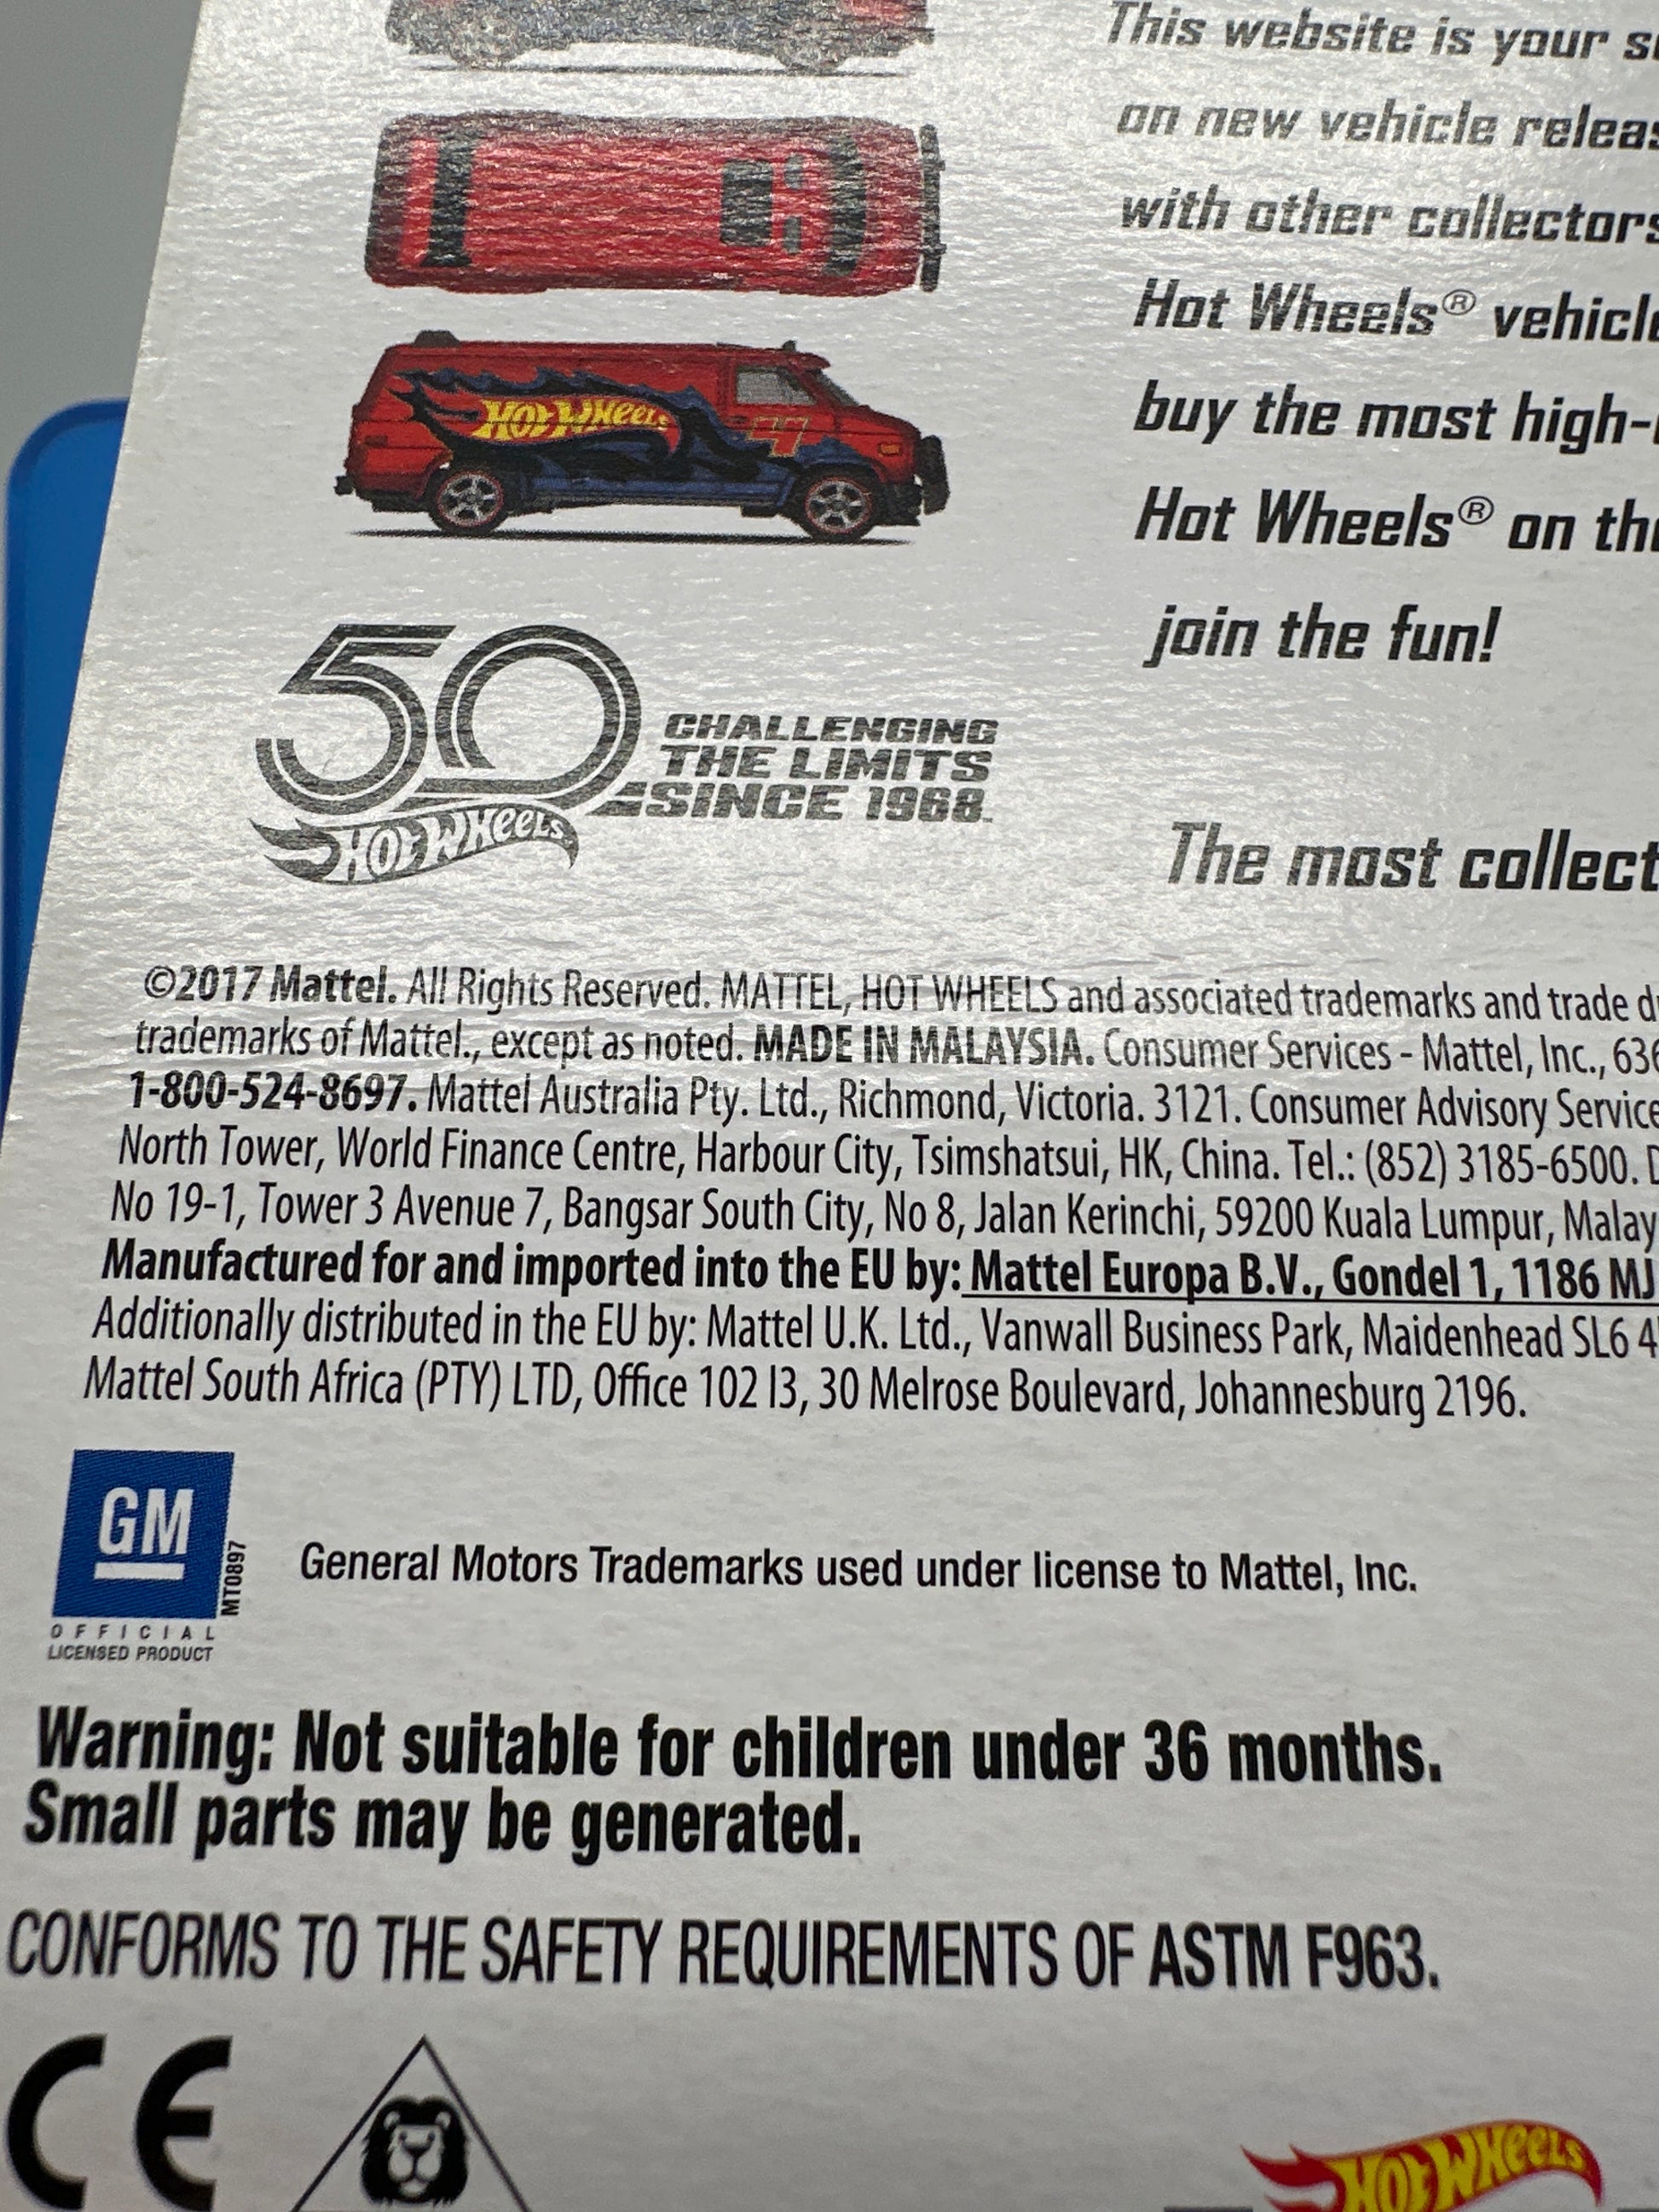 This website is your
on new vehicle
with other collectors
Hot Wheels® vehicle
buy the most high-
Hot Wheels® on
join the fun!
HOT WHEELS
4
50
CHALLENGING
THE LIMITS
SINCE 1968™
HOT WHEELS
The most
©2017 Mattel. All Rights Reserved. MATTEL, HOT WHEELS and associated trademarks and trade
trademarks of Mattel., except as noted. MADE IN MALAYSIA. Consumer Services - Mattel, Inc.,
1-800-524-8697. Mattel Australia Pty. Ltd., Richmond, Victoria. 3121. Consumer Advisory Service
North Tower, World Finance Centre, Harbour City, Tsimshatsui, HK, China. Tel.: (852) 3185-6500.
No 19-1, Tower 3 Avenue 7, Bangsar South City, No 8, Jalan Kerinchi, 59200 Kuala Lumpur,
Manufactured for and imported into the EU by: Mattel Europa B.V., Gondel 1, 1186 MJ
Additionally distributed in the EU by: Mattel U.K. Ltd., Vanwall Business Park, Maidenhead SL6
Mattel South Africa (PTY) LTD, Office 102 I3, 30 Melrose Boulevard, Johannesburg 2196.
GM
MT0897
OFFICIAL
LICENSED PRODUCT
General Motors Trademarks used under license to Mattel, Inc.
Warning: Not suitable for children under 36 months.
Small parts may be generated.
CONFORMS TO THE SAFETY REQUIREMENTS OF ASTM F963.
CE
HOT WHEELS